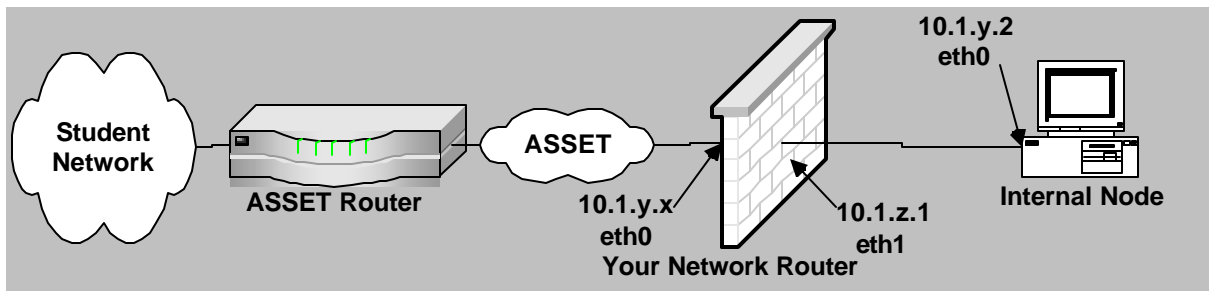 Student
Network
ASSET Router
ASSET
10.1.y.x
eth0
Your Network Router
10.1.z.1
eth1
10.1.y.2
eth0
Internal Node